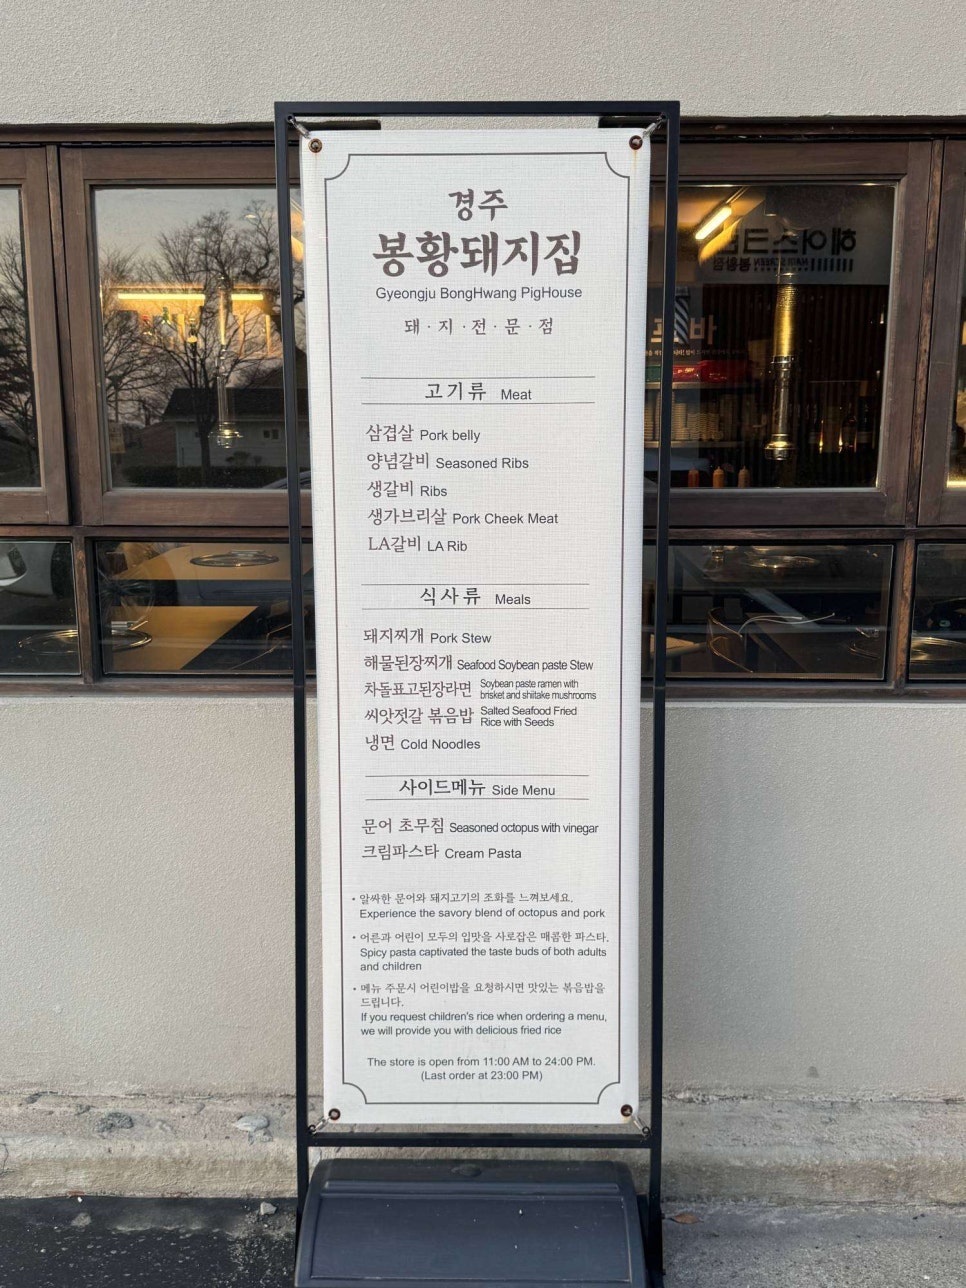 경주
봉황돼지집
Gyeongju BongHwang PigHouse
돼·지·전·문·점
고기류 Meat
삼겹살 Pork belly
양념갈비 Seasoned Ribs
생갈비 Ribs
생가브리살 Pork Cheek Meat
LA갈비 LA Rib
식사류 Meals
돼지찌개 Pork Stew
해물된장찌개 Seafood Soybean paste Stew
차돌표고된장라면 Soybean paste ramen with
brisket and shiitake mushrooms
씨앗젓갈 볶음밥 Salted Seafood Fried
Rice with Seeds
냉면 Cold Noodles
사이드메뉴 Side Menu
문어 초무침 Seasoned octopus with vinegar
크림파스타 Cream Pasta
• 알싸한 문어와 돼지고기의 조화를 느껴보세요.
Experience the savory blend of octopus and pork
• 어른과 어린이 모두의 입맛을 사로잡은 매콤한 파스타.
Spicy pasta captivated the taste buds of both adults
and children
• 메뉴 주문시 어린이밥을 요청하시면 맛있는 볶음밥을
드립니다.
If you request children's rice when ordering a menu,
we will provide you with delicious fried rice
The store is open from 11:00 AM to 24:00 PM.
(Last order at 23:00 PM)
헤어스크린